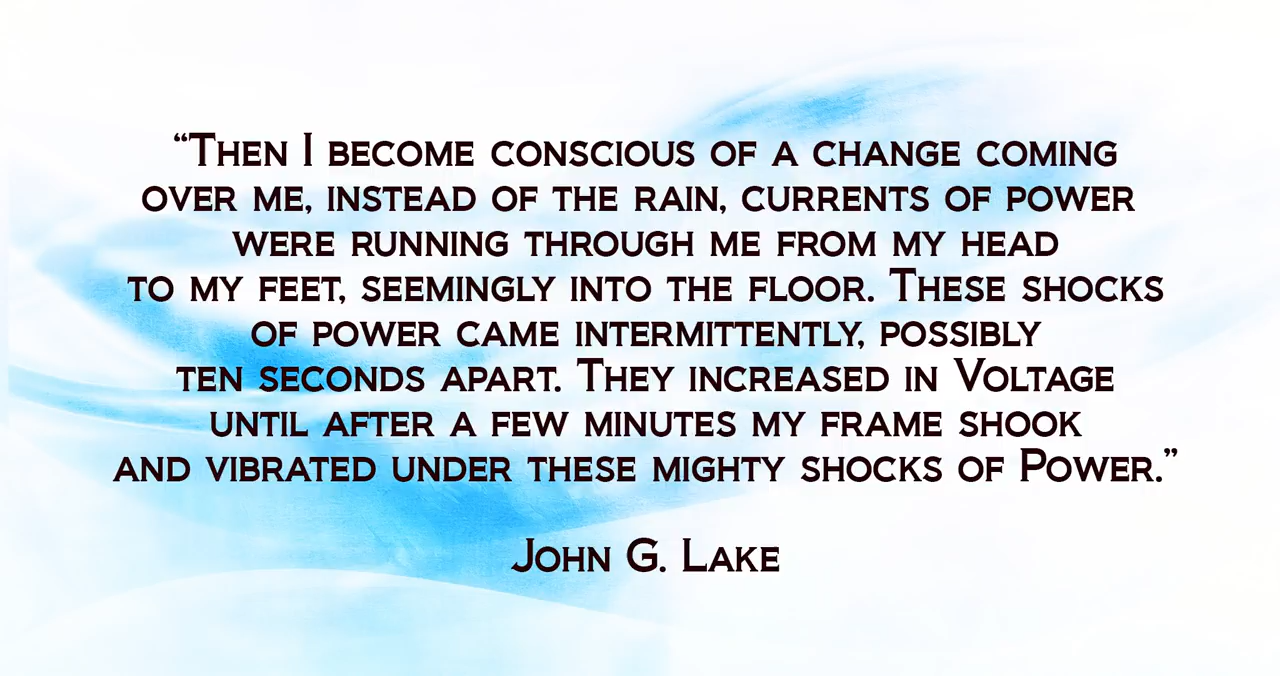 “Then I become conscious of a change coming
over me, instead of the rain, currents of power
were running through me from my head
to my feet, seemingly into the floor. These shocks
of power came intermittently, possibly
ten seconds apart. They increased in Voltage
until after a few minutes my frame shook
and vibrated under these mighty shocks of Power.”
John G. Lake